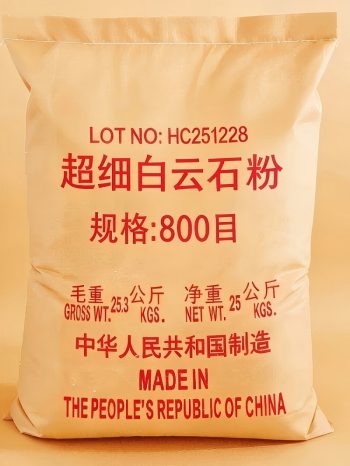 LOT NO: HC251228
超细白云石粉
规格:800目
毛重 25.3 公斤 净重 25 公斤
GROSS WT. KGS. NET WT. KGS.
中华人民共和国制造
MADE IN
THE PEOPLE'S REPUBLIC OF CHINA